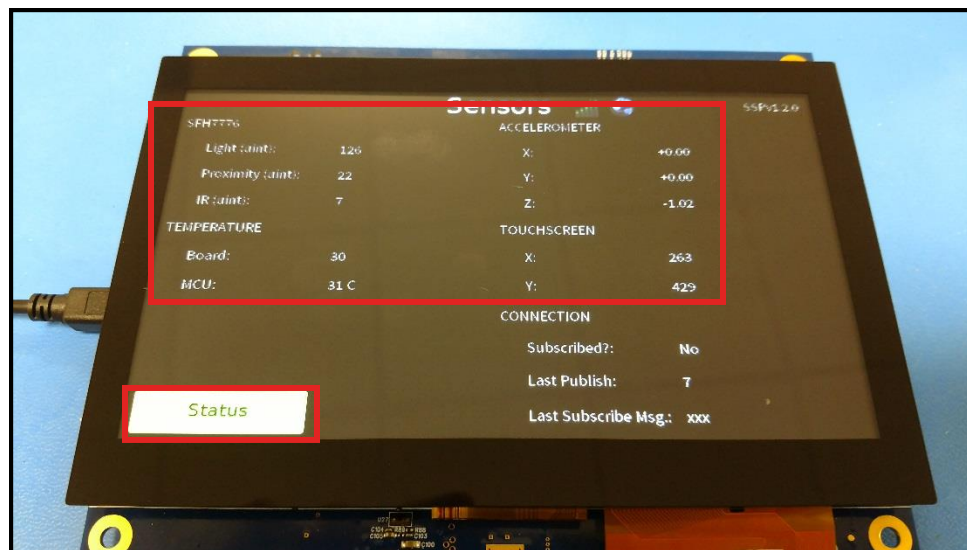 Sensors
SSPv1.2.0
SFH7776
Light (aint): 126
Proximity (aint): 22
IR (aint): 7
TEMPERATURE
Board: 30
MCU: 31 C
ACCELEROMETER
X: +0.00
Y: +0.00
Z: -1.02
TOUCHSCREEN
X: 263
Y: 429
CONNECTION
Subscribed?: No
Last Publish: 7
Last Subscribe Msg.: xxx
Status
C100